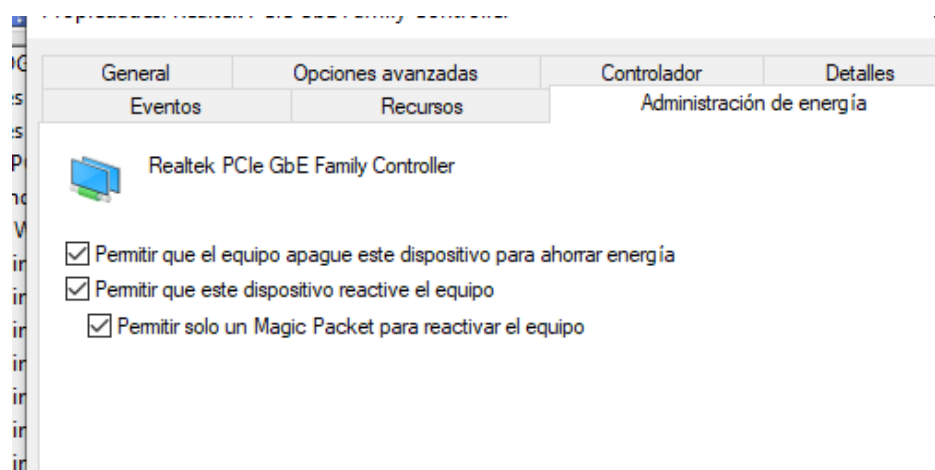 General Opciones avanzadas Controlador Detalles
Eventos Recursos Administración de energía
Realtek PCIe GbE Family Controller
Permitir que el equipo apague este dispositivo para ahorrar energía
Permitir que este dispositivo reactive el equipo
Permitir solo un Magic Packet para reactivar el equipo